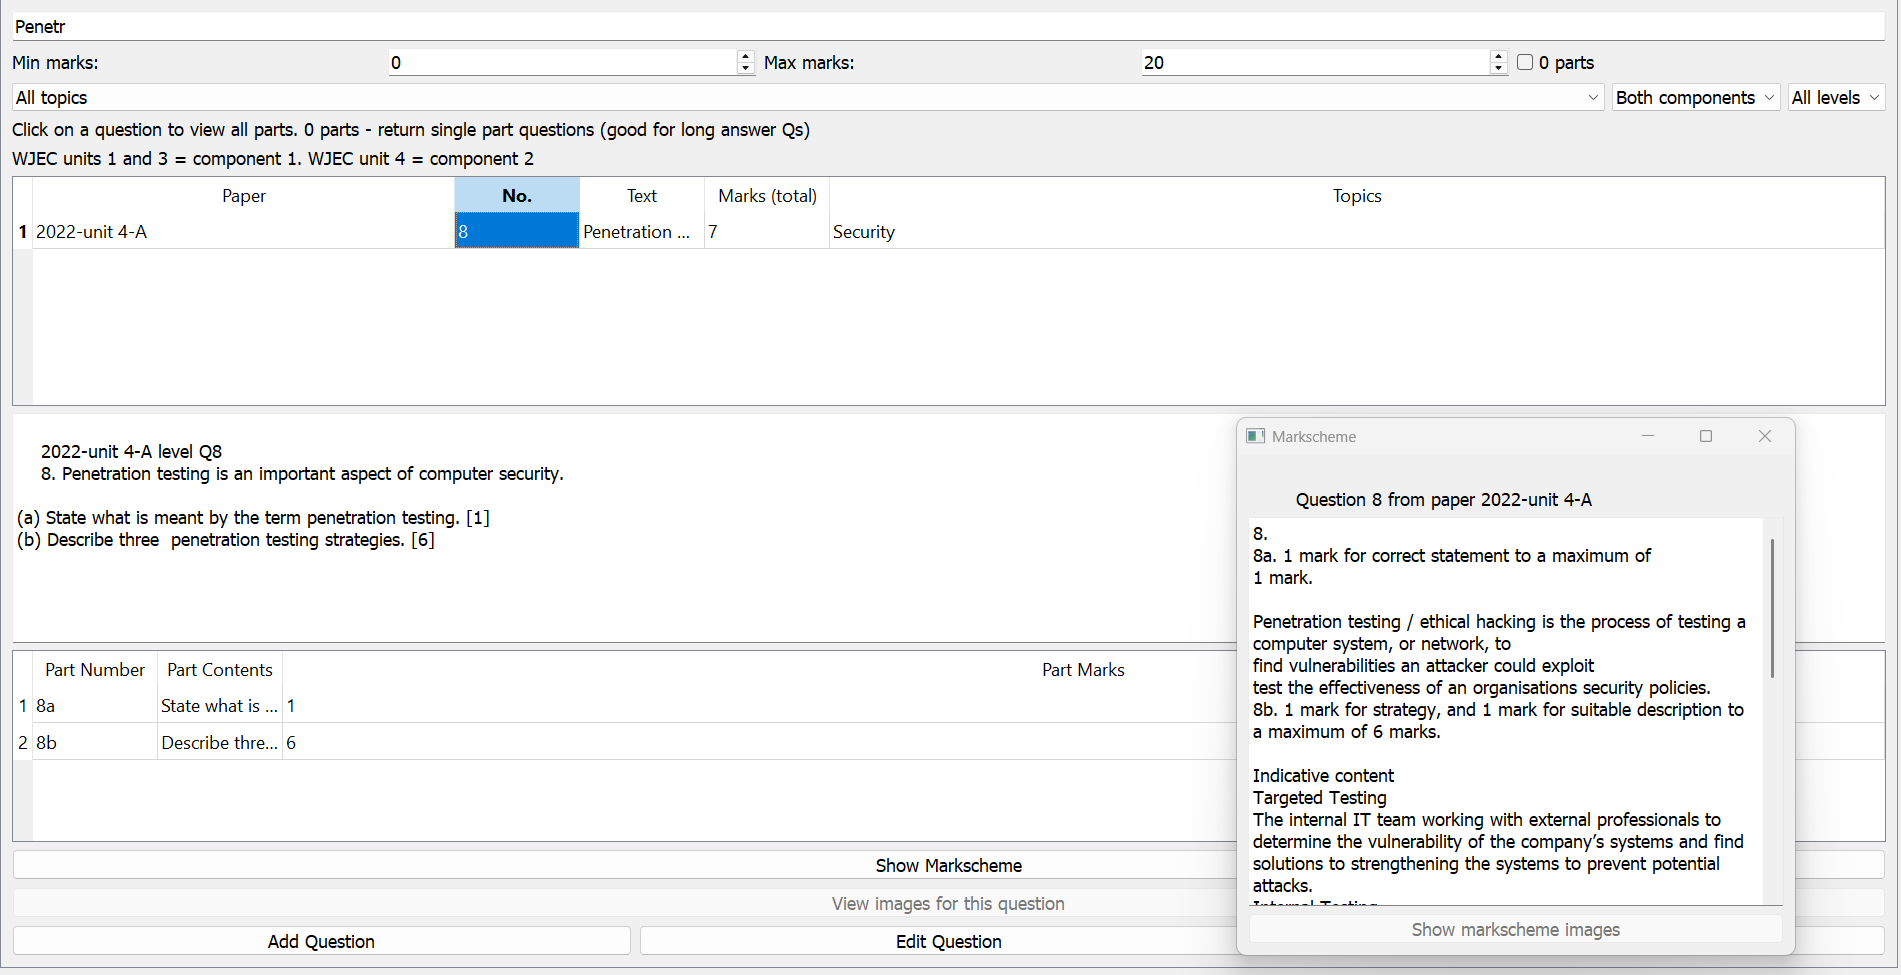 Penetr
Min marks: 0 Max marks: 20 0 parts
All topics Both components All levels
Click on a question to view all parts. 0 parts - return single part questions (good for long answer Qs)
WJEC units 1 and 3 = component 1. WJEC unit 4 = component 2
Paper No. Text Marks (total) Topics
1 2022-unit 4-A 8 Penetration ... 7 Security
2022-unit 4-A level Q8
8. Penetration testing is an important aspect of computer security.
(a) State what is meant by the term penetration testing. [1]
(b) Describe three penetration testing strategies. [6]
Part Number Part Contents Part Marks
1 8a State what is ... 1
2 8b Describe thre... 6
Show Markscheme
View images for this question
Add Question Edit Question
Markscheme
Question 8 from paper 2022-unit 4-A
8.
8a. 1 mark for correct statement to a maximum of
1 mark.
Penetration testing / ethical hacking is the process of testing a
computer system, or network, to
find vulnerabilities an attacker could exploit
test the effectiveness of an organisations security policies.
8b. 1 mark for strategy, and 1 mark for suitable description to
a maximum of 6 marks.
Indicative content
Targeted Testing
The internal IT team working with external professionals to
determine the vulnerability of the company’s systems and find
solutions to strengthening the systems to prevent potential
attacks.
Internal Testing
Show markscheme images